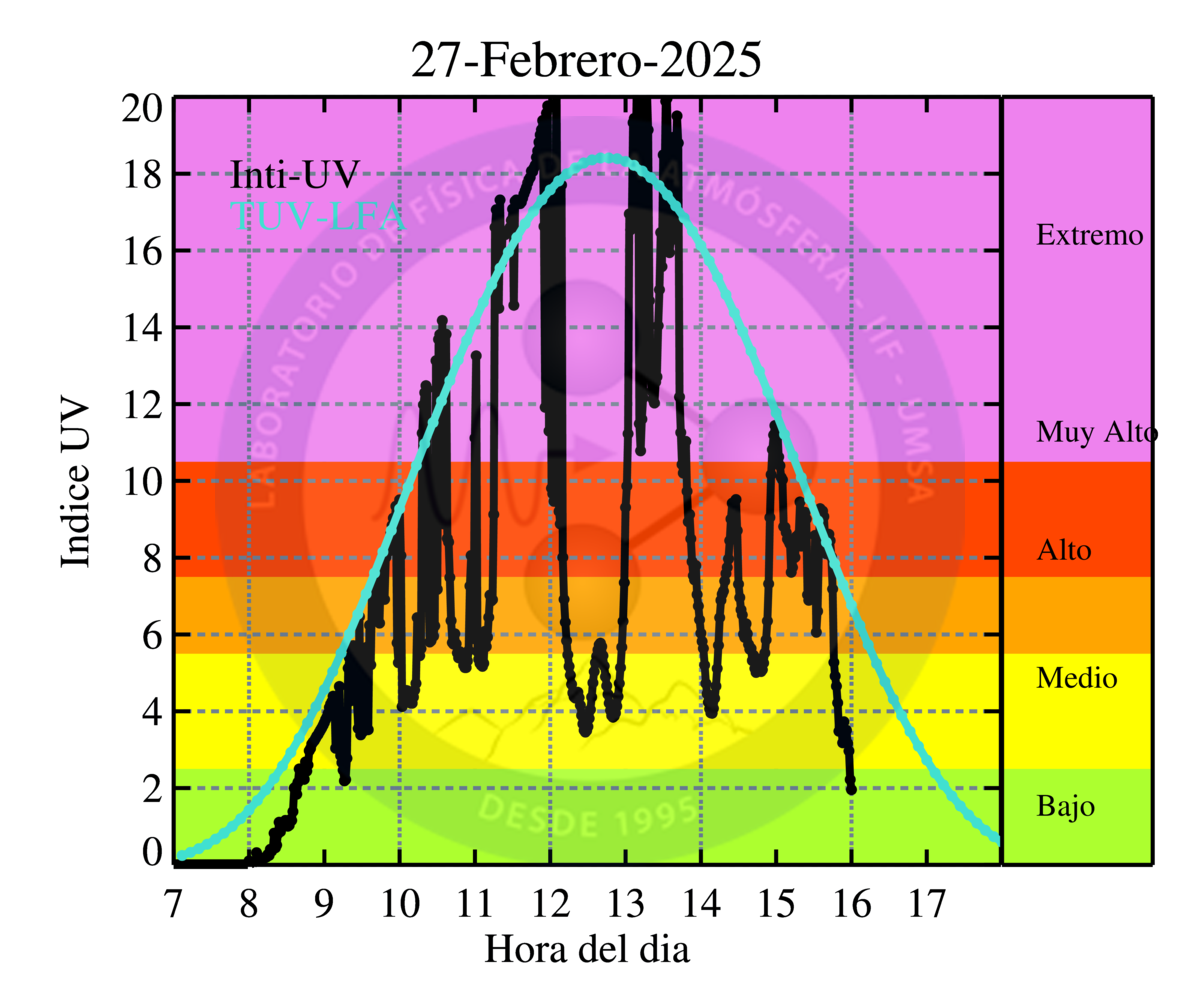 27-Febrero-2025
20
18
16
14
12
10
8
6
4
2
0
Indice UV
Inti-UV
TUV-LFA
LABORATORIO DE FÍSICA DE LA ATMÓSFERA - IIF - UMSA
DESDE 1995
Extremo
Muy Alto
Alto
Medio
Bajo
7 8 9 10 11 12 13 14 15 16 17
Hora del dia